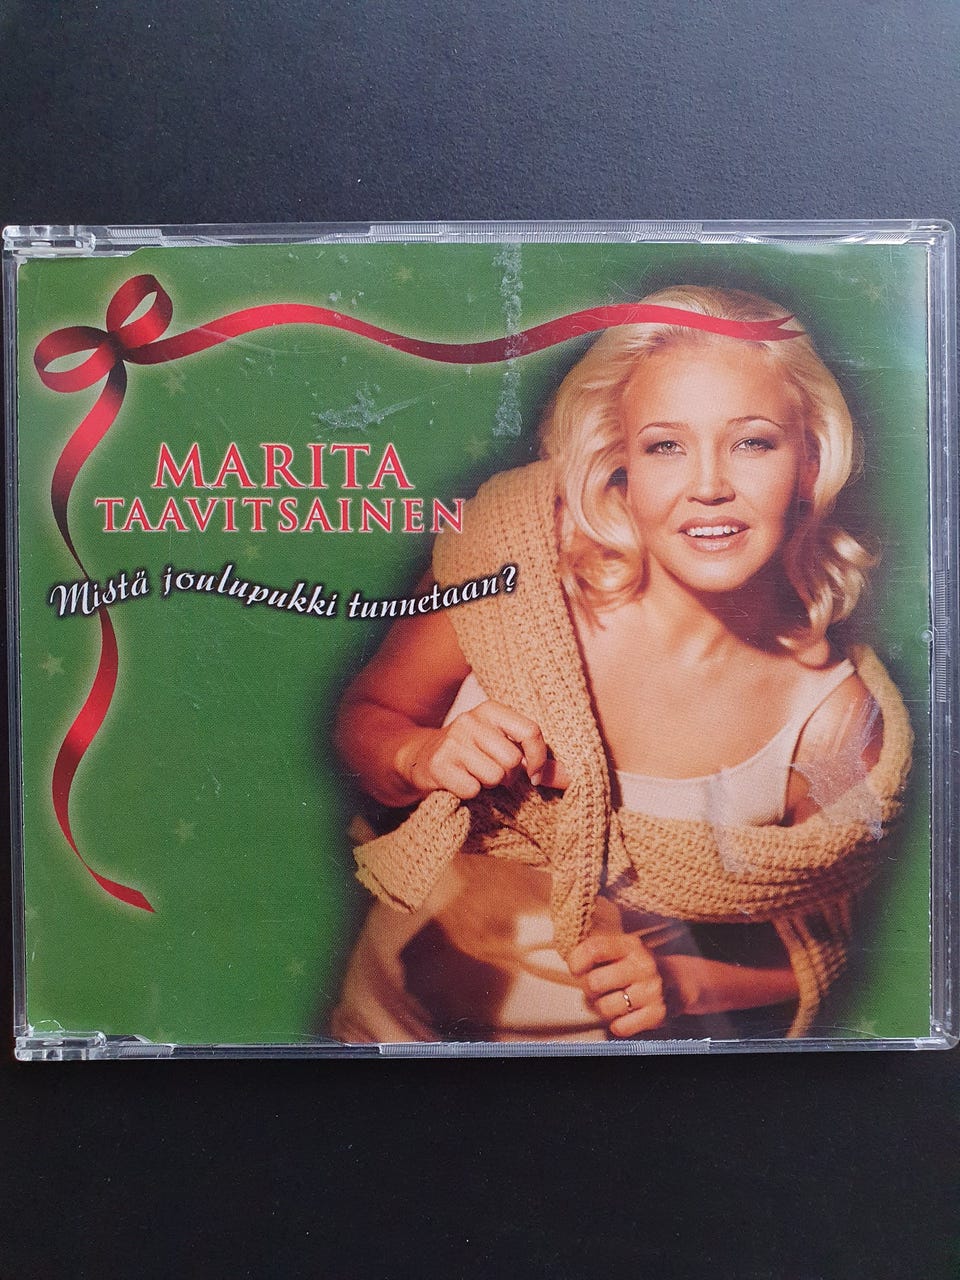 MARITA
TAAVITSAINEN
Mistä joulupukki tunnetaan?